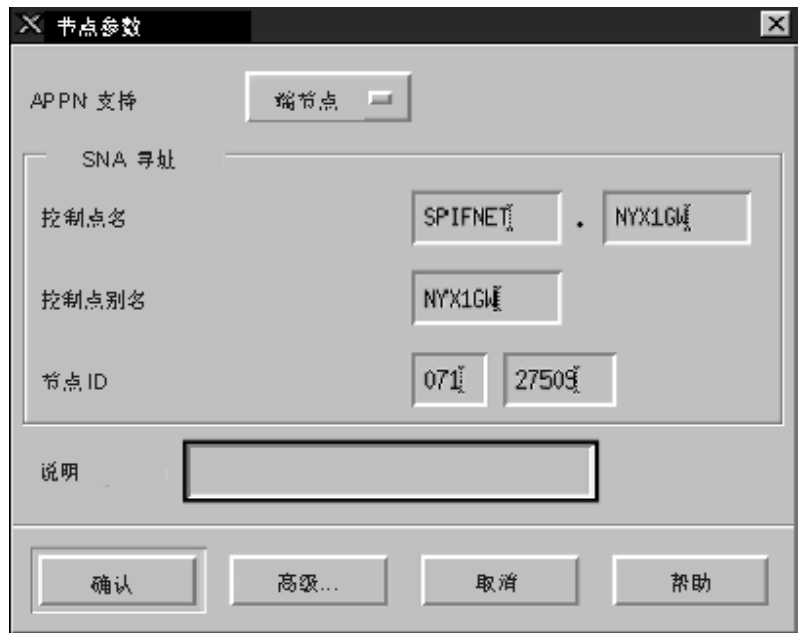 节点参数
APPN 支持 端节点
SNA 寻址
控制点名 SPIFNET . NYX1GW
控制点别名 NYX1GW
节点 ID 071 27509
说明
确认 高级... 取消 帮助